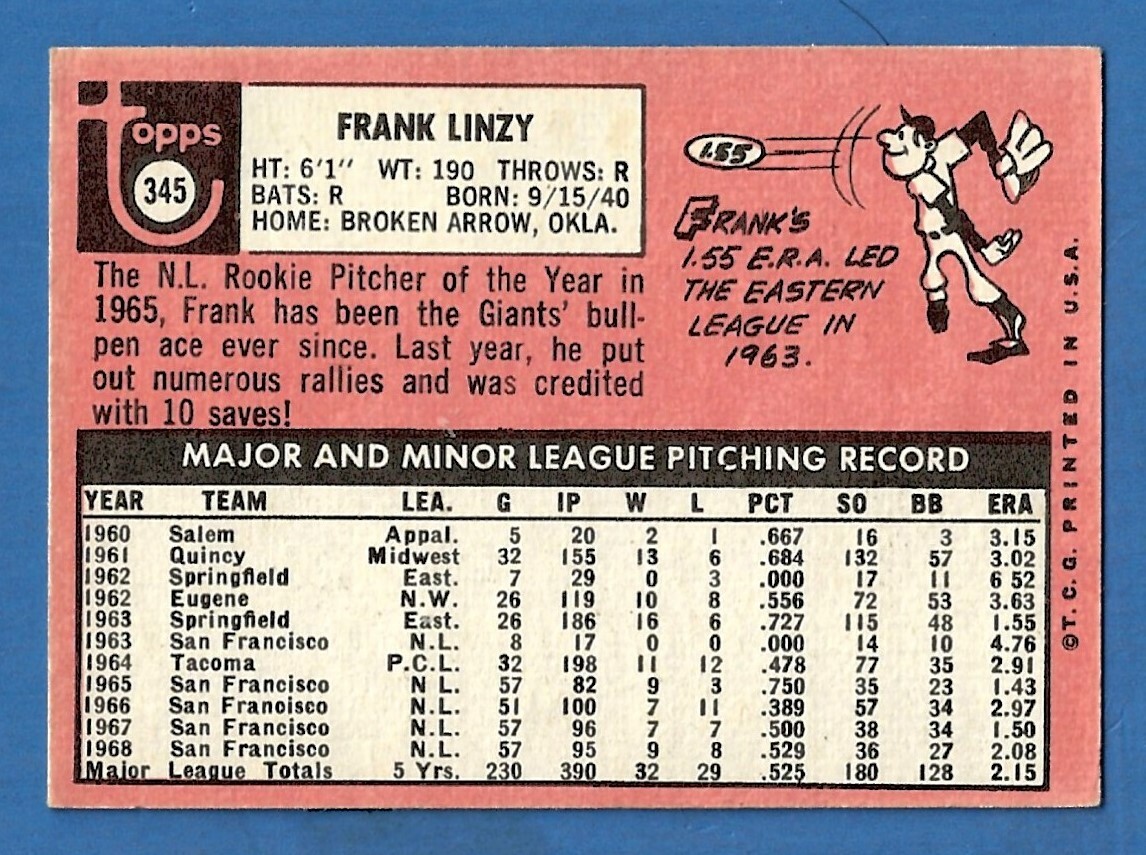 topps
345
FRANK LINZY
HT: 6'1" WT: 190 THROWS: R
BATS: R BORN: 9/15/40
HOME: BROKEN ARROW, OKLA.
1.55
FRANK'S
1.55 E.R.A. LED
THE EASTERN
LEAGUE IN
1963.
The N.L. Rookie Pitcher of the Year in
1965, Frank has been the Giants' bull-
pen ace ever since. Last year, he put
out numerous rallies and was credited
with 10 saves!
MAJOR AND MINOR LEAGUE PITCHING RECORD
YEAR TEAM LEA. G IP W L PCT SO BB ERA
1960 Salem Appal. 5 20 2 1 .667 16 3 3.15
1961 Quincy Midwest 32 155 13 6 .684 132 57 3.02
1962 Springfield East. 7 29 0 3 .000 17 11 6 52
1962 Eugene N.W. 26 119 10 8 .556 72 53 3.63
1963 Springfield East. 26 186 16 6 .727 115 48 1.55
1963 San Francisco N.L. 8 17 0 0 .000 14 10 4.76
1964 Tacoma P.C.L. 32 198 11 12 .478 77 35 2.91
1965 San Francisco N L. 57 82 9 3 .750 35 23 1.43
1966 San Francisco N.L. 51 100 7 11 .389 57 34 2.97
1967 San Francisco N.L. 57 96 7 7 .500 38 34 1.50
1968 San Francisco N.L. 57 95 9 8 .529 36 27 2.08
Major League Totals 5 Yrs. 230 390 32 29 .525 180 128 2.15
©T.C.G. PRINTED IN U.S.A.